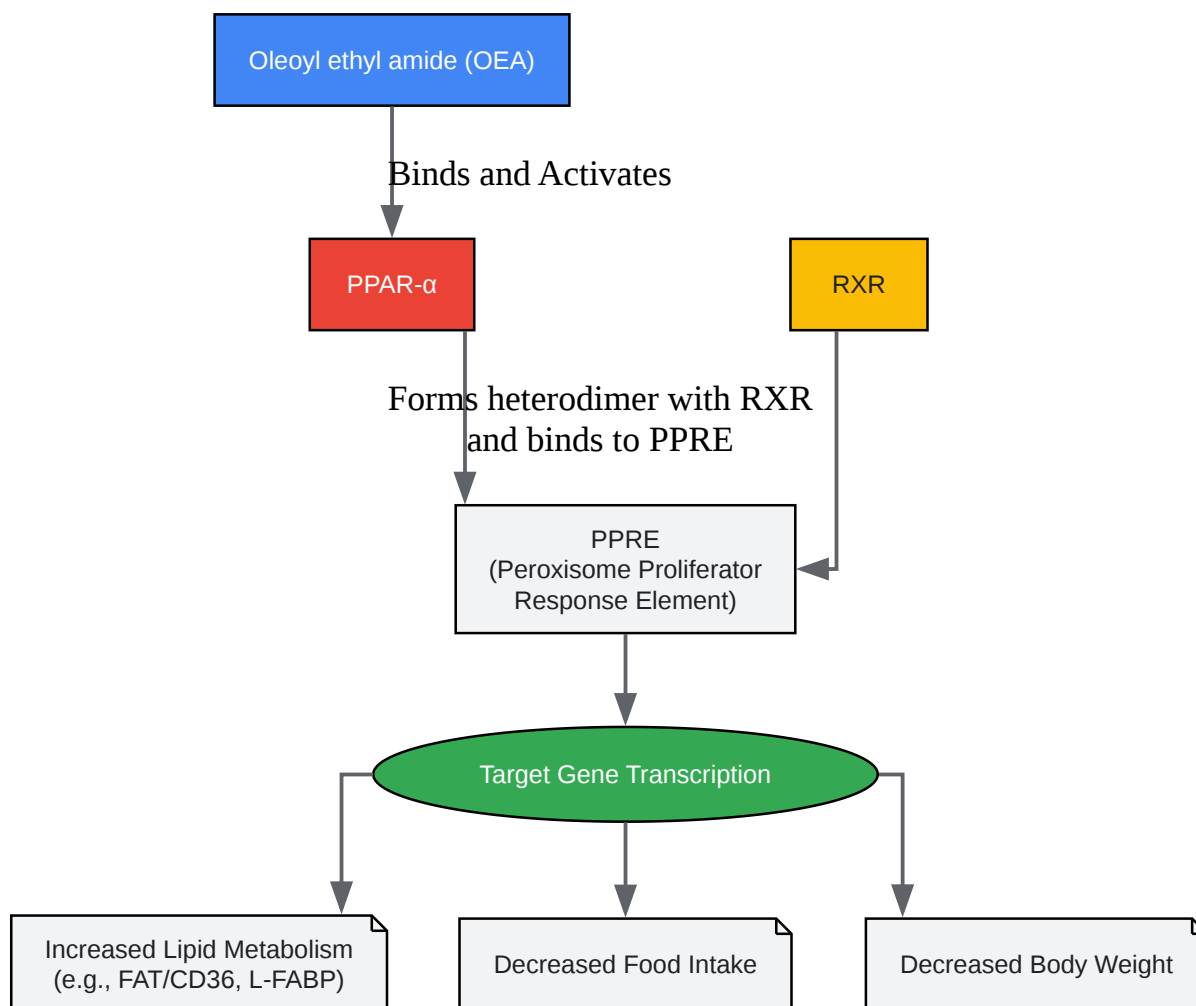 Oleoyl ethyl amide (OEA)
Binds and Activates
PPAR-α
RXR
Forms heterodimer with RXR
and binds to PPRE
PPRE
(Peroxisome Proliferator
Response Element)
Target Gene Transcription
Increased Lipid Metabolism
(e.g., FAT/CD36, L-FABP)
Decreased Food Intake
Decreased Body Weight